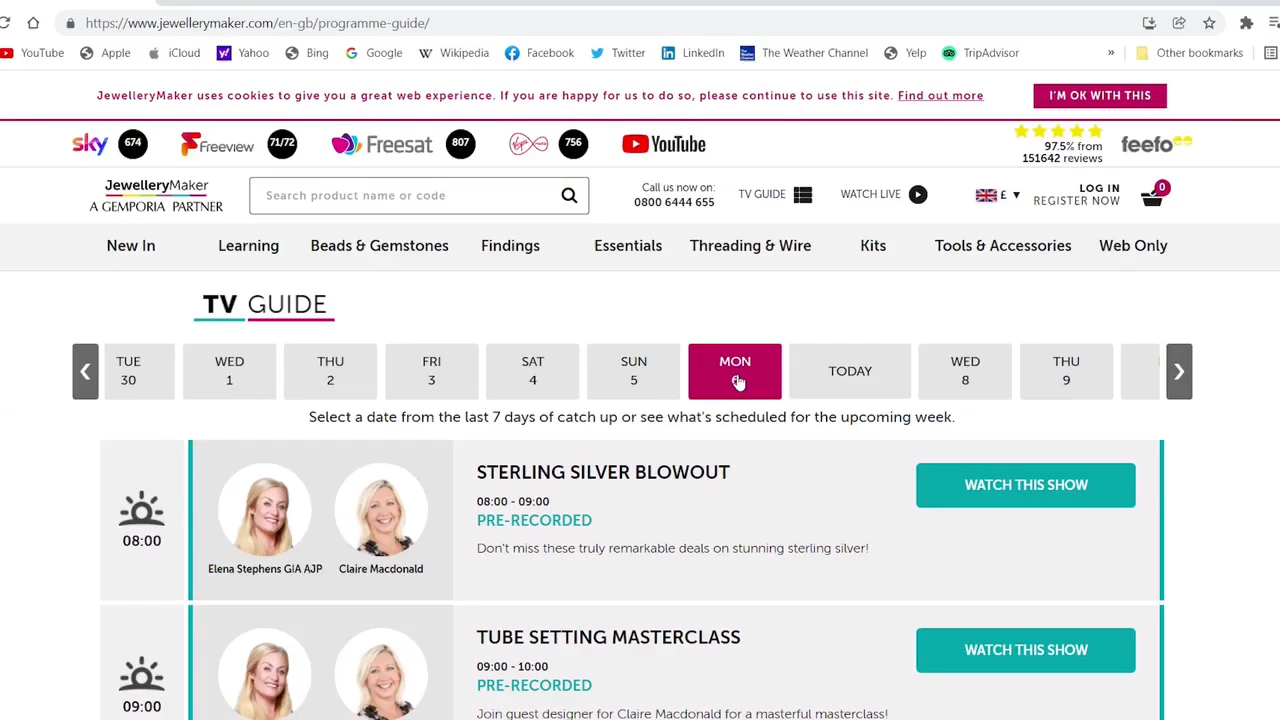 https://www.jewellerymaker.com/en-gb/programme-guide/
YouTube Apple iCloud Yahoo Bing Google Wikipedia Facebook Twitter LinkedIn The Weather Channel Yelp TripAdvisor » Other bookmarks
JewelleryMaker uses cookies to give you a great web experience. If you are happy for us to do so, please continue to use this site. Find out more
I'M OK WITH THIS
sky 674 Freeview 71/72 Freesat 807 756 YouTube
97.5% from
151642 reviews
feefo
JewelleryMaker
A GEMPORIA PARTNER
Search product name or code
Call us now on:
0800 6444 655
TV GUIDE
WATCH LIVE
£ ▼
LOG IN
REGISTER NOW
0
New In Learning Beads & Gemstones Findings Essentials Threading & Wire Kits Tools & Accessories Web Only
TV GUIDE
TUE WED THU FRI SAT SUN MON TODAY WED THU
30 1 2 3 4 5 8 9
Select a date from the last 7 days of catch up or see what's scheduled for the upcoming week.
08:00
Elena Stephens GIA AJP
Claire Macdonald
STERLING SILVER BLOWOUT
08:00 - 09:00
PRE-RECORDED
Don't miss these truly remarkable deals on stunning sterling silver!
WATCH THIS SHOW
09:00
TUBE SETTING MASTERCLASS
09:00 - 10:00
PRE-RECORDED
Join guest designer for Claire Macdonald for a masterful masterclass!
WATCH THIS SHOW